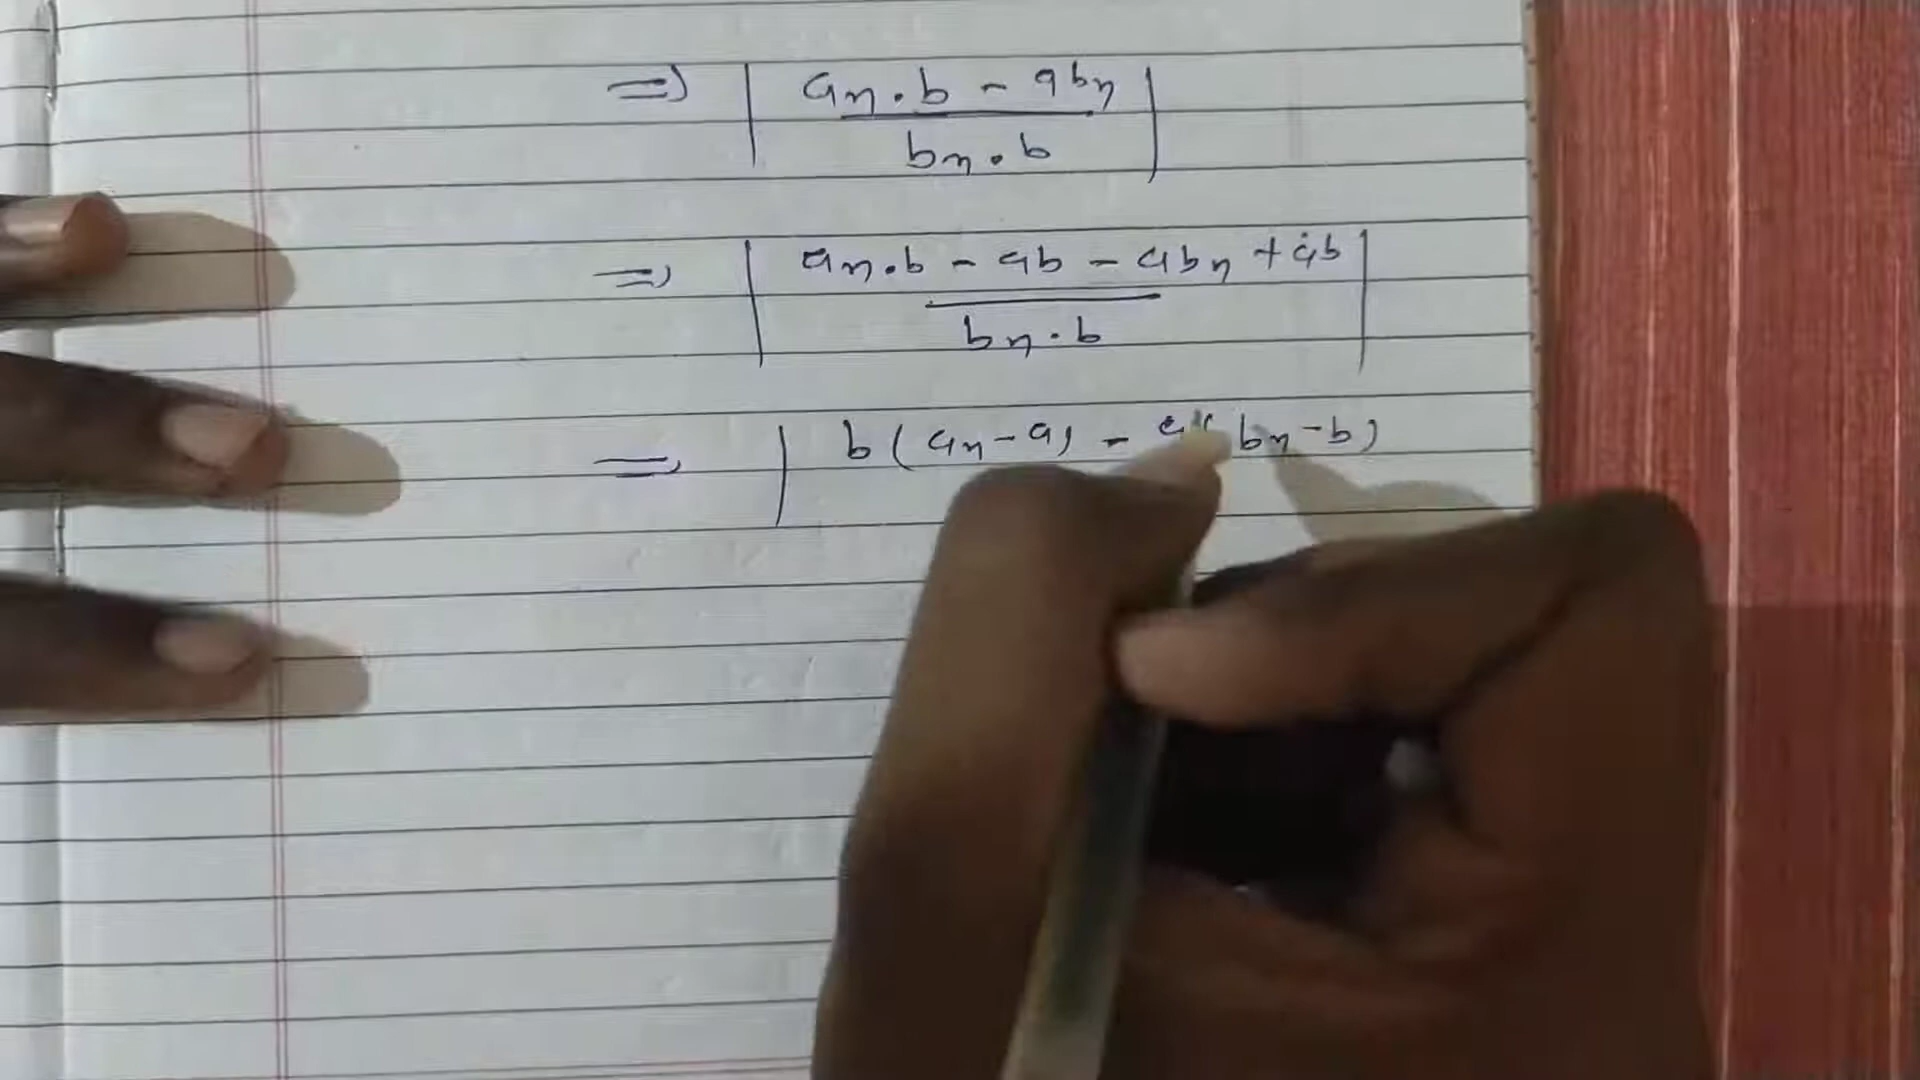 => | an.b - abn / bn.b |
=> | an.b - ab - abn + ab / bn.b |
=> | b(an-a) - a(bn-b)